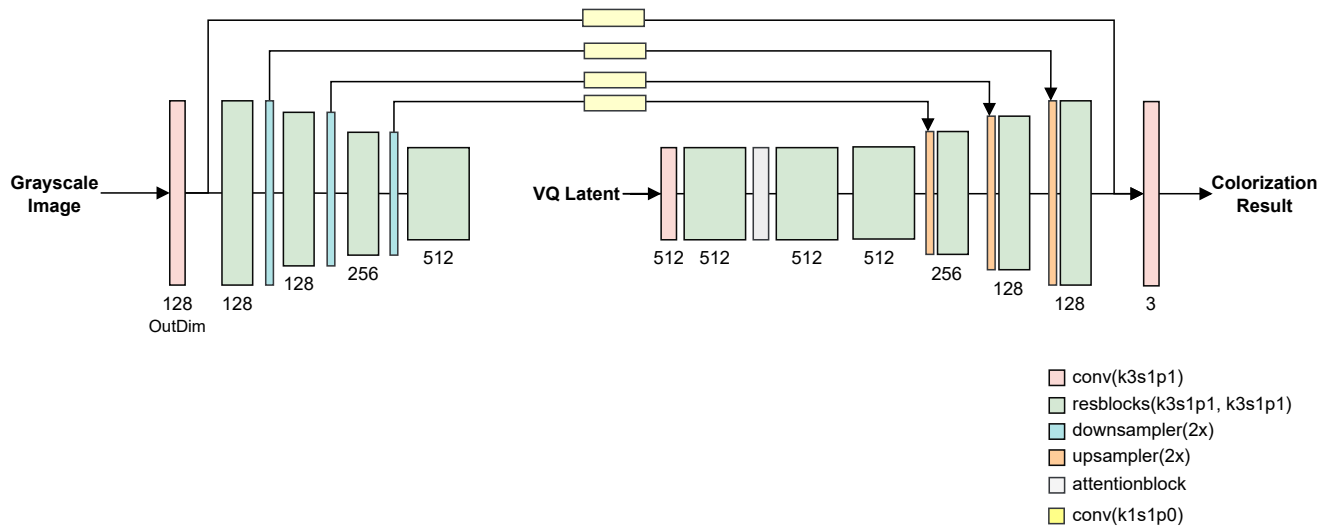 Grayscale
Image
VQ Latent
Colorization
Result
128
OutDim
128
128
256
512
512
512
512
512
256
128
128
3
conv(k3s1p1)
resblocks(k3s1p1, k3s1p1)
downsampler(2x)
upsampler(2x)
attentionblock
conv(k1s1p0)